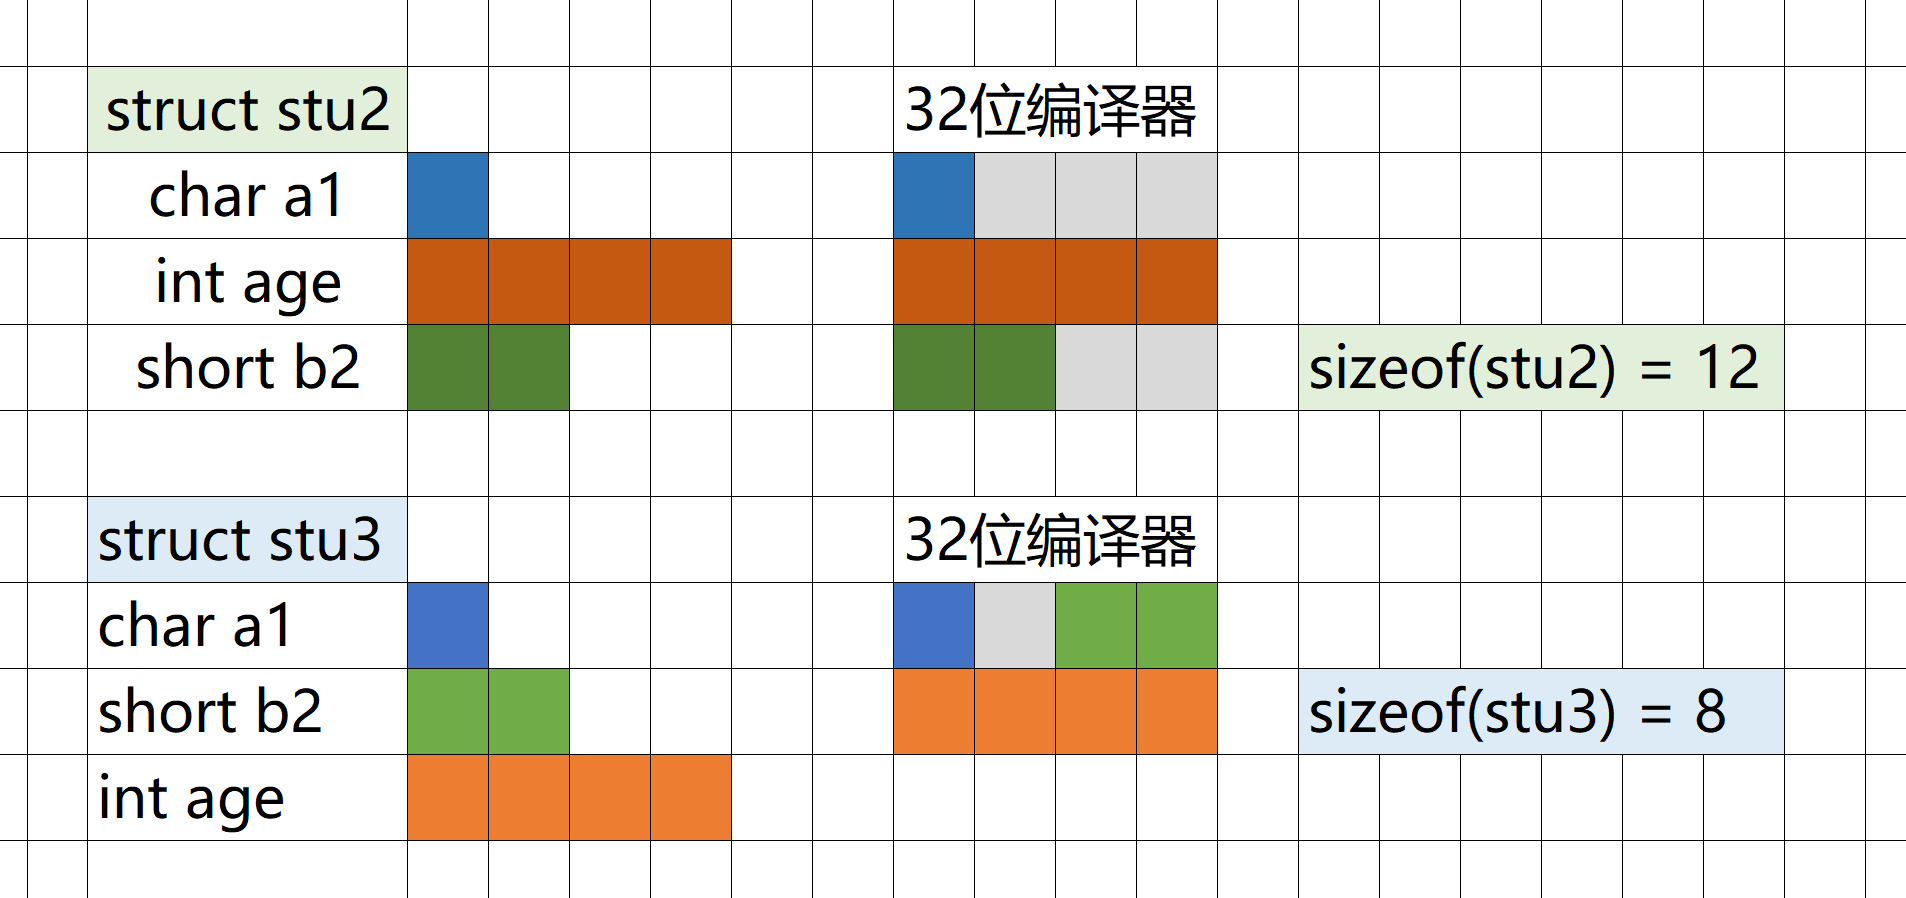 struct stu2
32位编译器
char a1
int age
short b2
sizeof(stu2) = 12
struct stu3
32位编译器
char a1
short b2
sizeof(stu3) = 8
int age